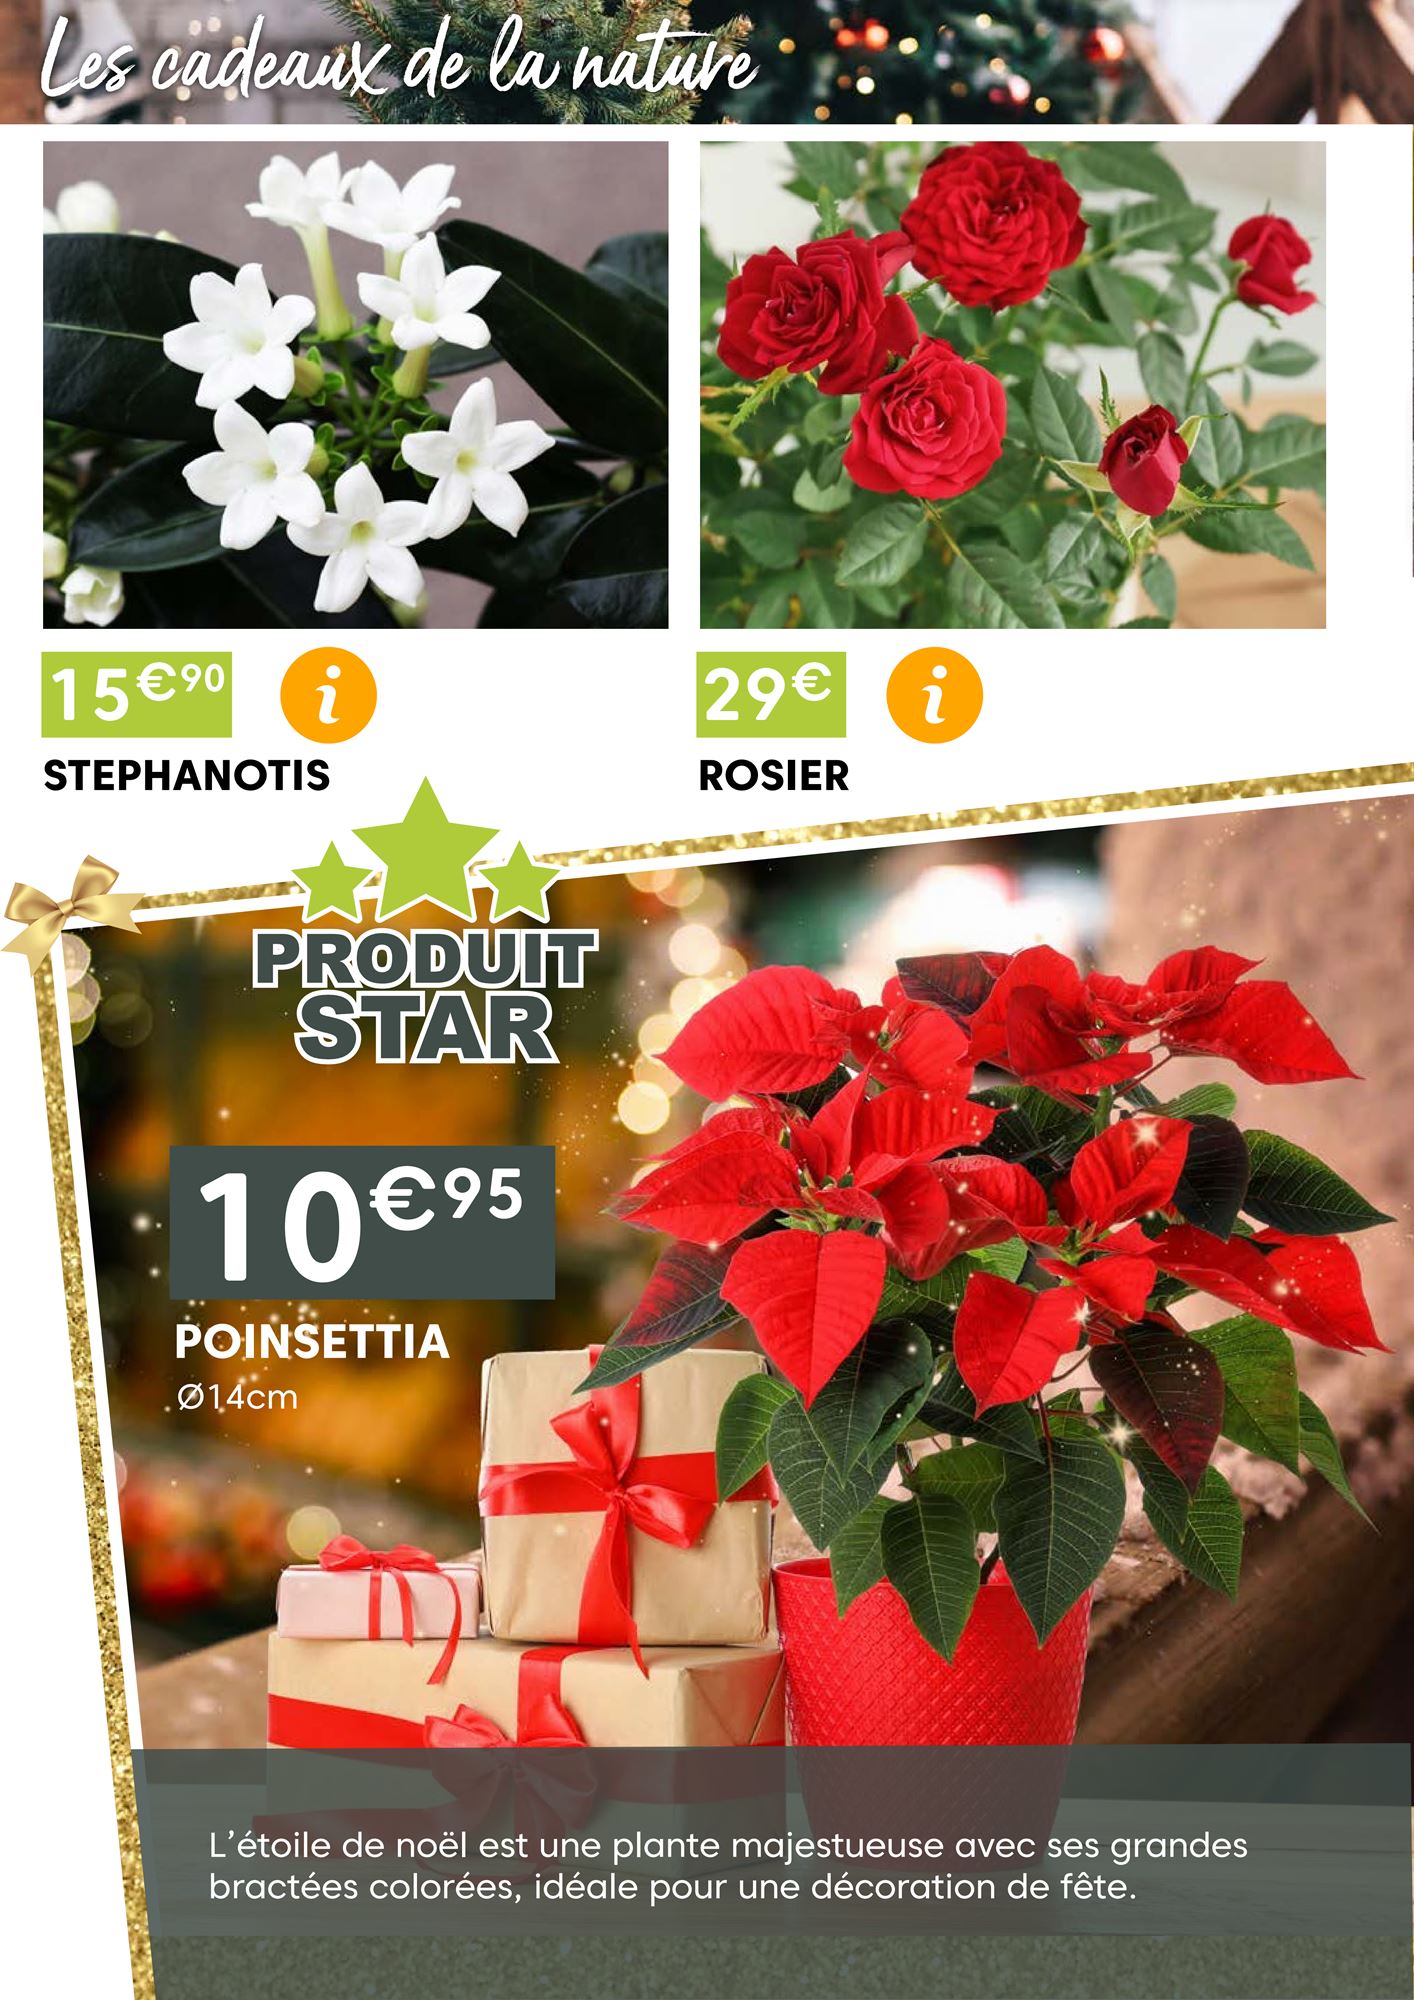 Les cadeaux de la nature
15€90
i
29€
i
STEPHANOTIS
ROSIER
PRODUIT
STAR
10€95
POINSETTIA
Ø14cm
L'étoile de noël est une plante majestueuse avec ses grandes
bractées colorées, idéale pour une décoration de fête.